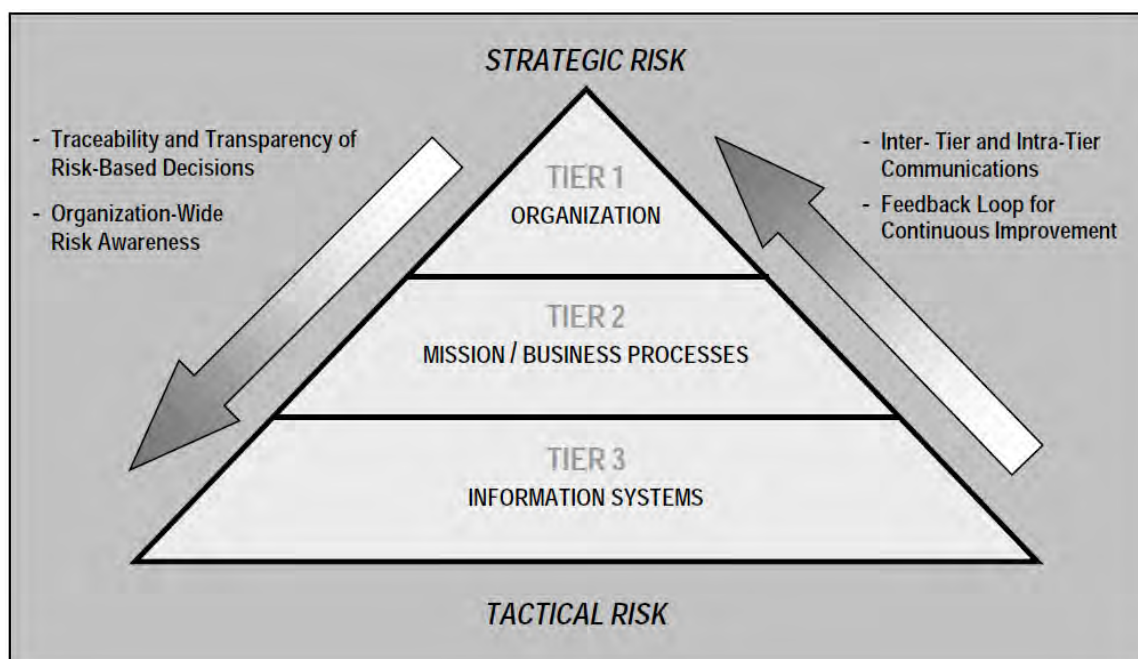 STRATEGIC RISK
- Traceability and Transparency of
Risk-Based Decisions
- Organization-Wide
Risk Awareness
- Inter- Tier and Intra-Tier
Communications
- Feedback Loop for
Continuous Improvement
TIER 1
ORGANIZATION
TIER 2
MISSION / BUSINESS PROCESSES
TIER 3
INFORMATION SYSTEMS
TACTICAL RISK